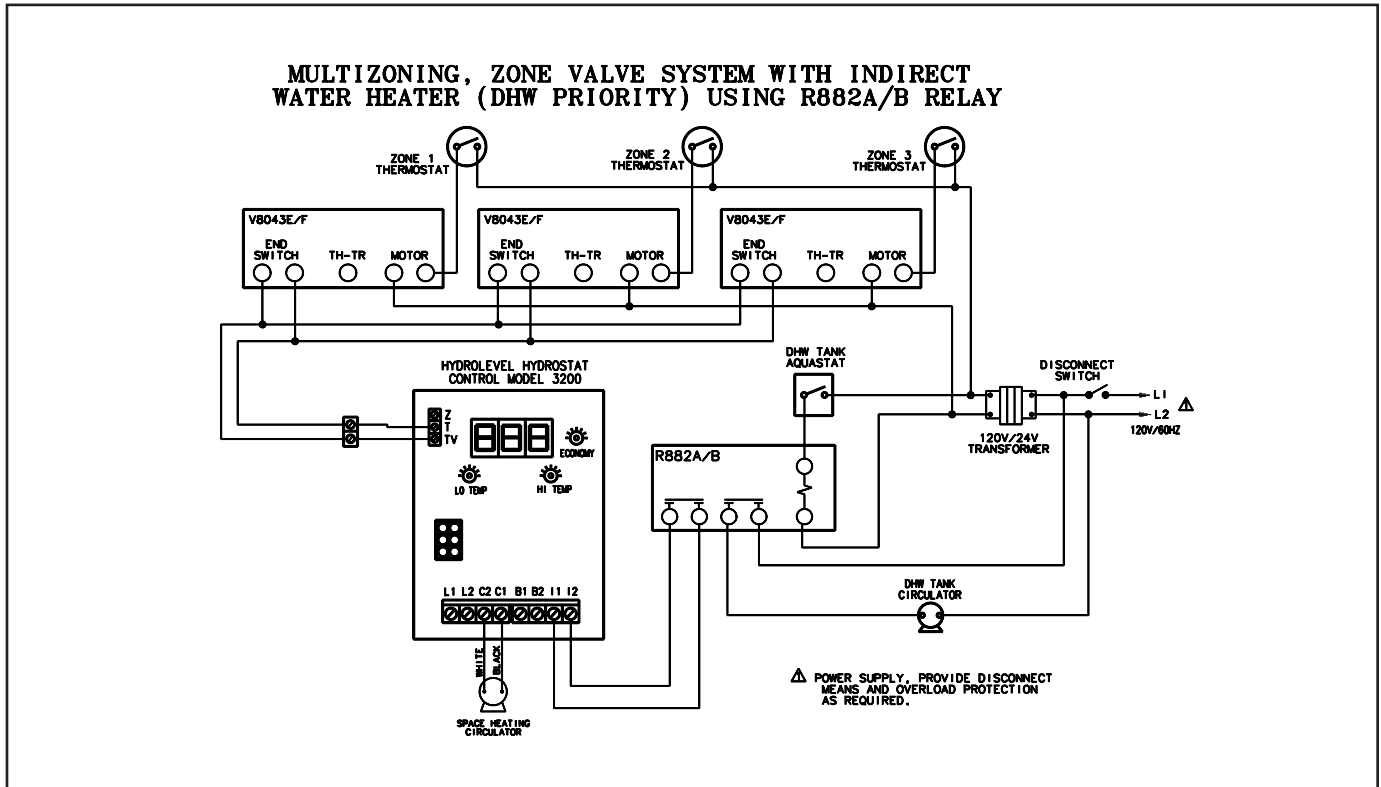 MULTIZONING, ZONE VALVE SYSTEM WITH INDIRECT
WATER HEATER (DHW PRIORITY) USING R882A/B RELAY
ZONE 1
THERMOSTAT
ZONE 2
THERMOSTAT
ZONE 3
THERMOSTAT
V8043E/F
END
SWITCH
TH-TR
MOTOR
V8043E/F
END
SWITCH
TH-TR
MOTOR
V8043E/F
END
SWITCH
TH-TR
MOTOR
HYDROLEVEL HYDROSTAT
CONTROL MODEL 3200
Z
T
TV
888
ECONOMY
LO TEMP
HI TEMP
L1 L2 C2 C1 B1 B2 I1 I2
WHITE
BLACK
SPACE HEATING
CIRCULATOR
DHW TANK
AQUASTAT
R882A/B
DISCONNECT
SWITCH
L1
L2
120V/60HZ
120V/24V
TRANSFORMER
DHW TANK
CIRCULATOR
POWER SUPPLY, PROVIDE DISCONNECT
MEANS AND OVERLOAD PROTECTION
AS REQUIRED.